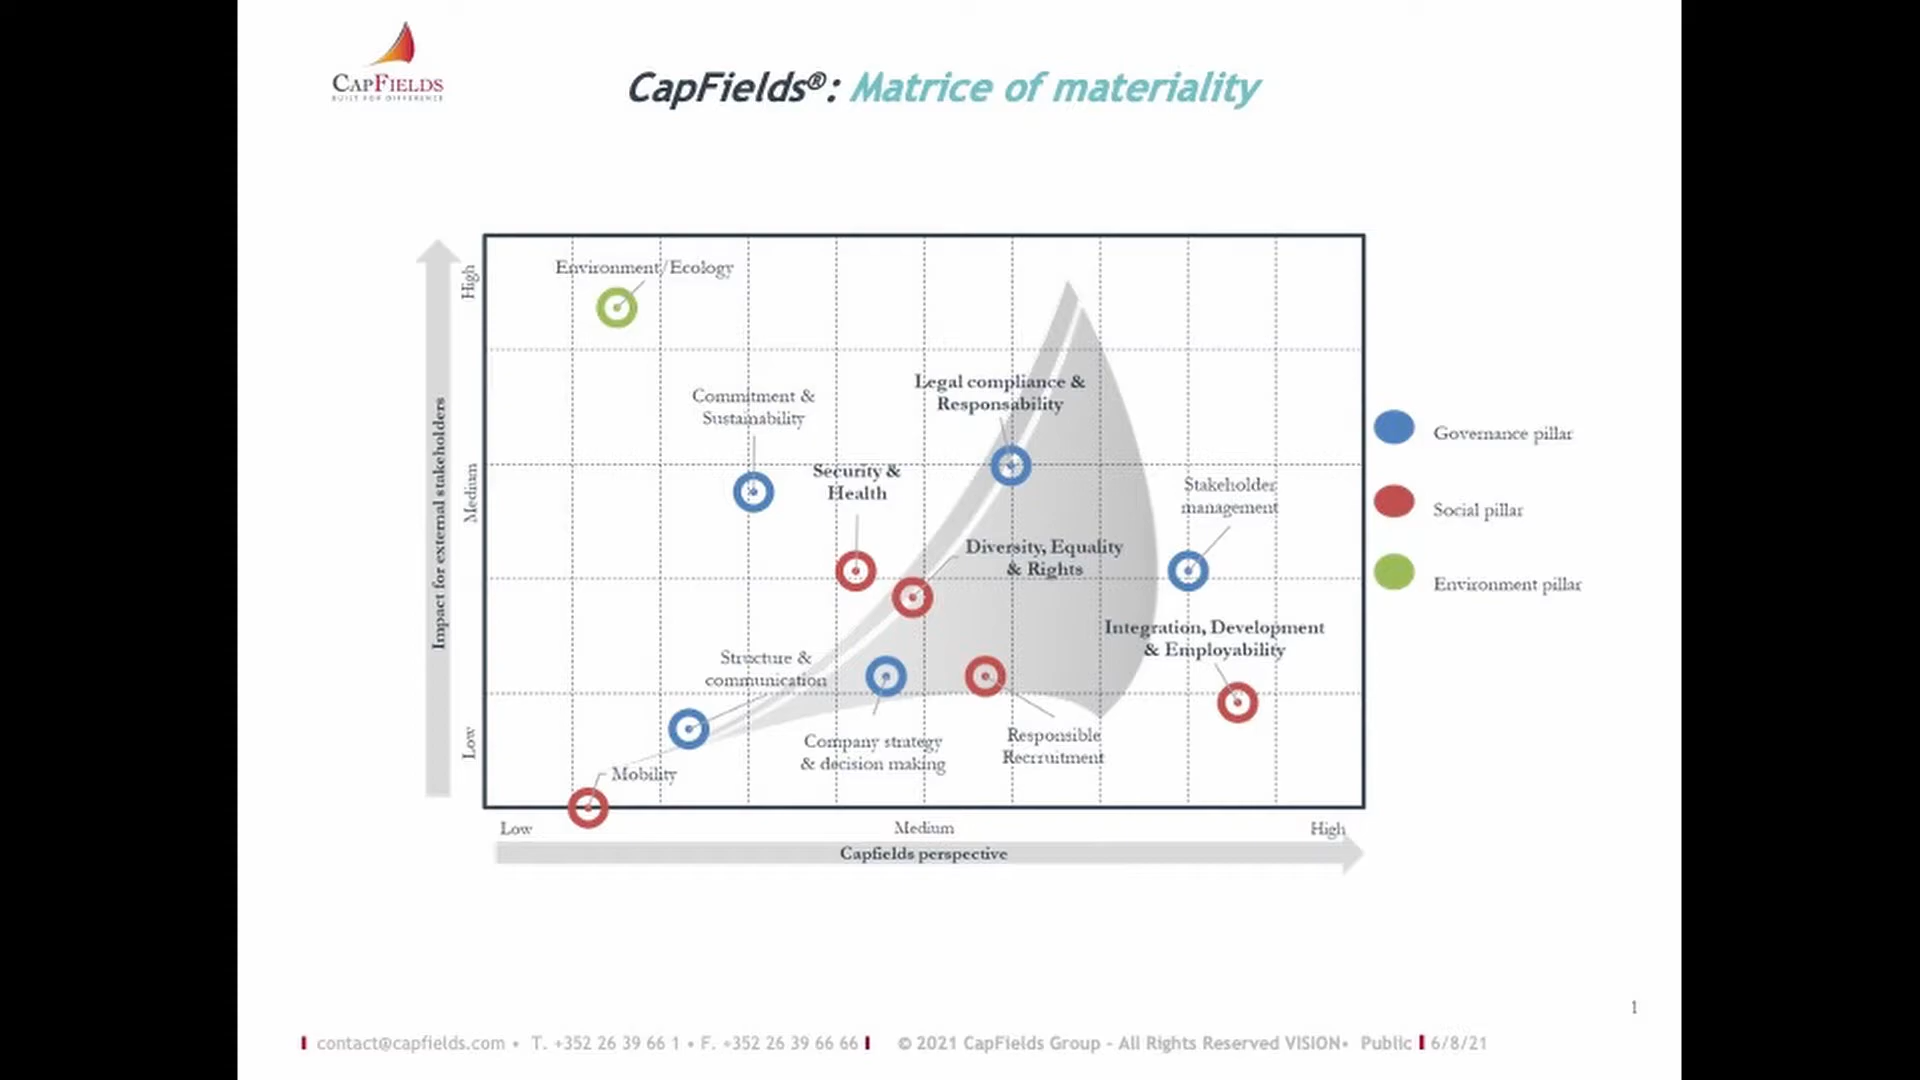 CAPFIELDS
BUILT FOR DIFFERENCE
CapFields®: Matrice of materiality
High
Medium
Low
Impact for external stakeholders
Environment/Ecology
Commitment &
Sustainability
Legal compliance &
Responsability
Security &
Health
Stakeholder
management
Diversity, Equality
& Rights
Integration, Development
& Employability
Structure &
communication
Company strategy
& decision making
Responsible
Recrruitment
Mobility
Low
Medium
High
Capfields perspective
Governance pillar
Social pillar
Environment pillar
1
contact@capfields.com • T. +352 26 39 66 1 • F. +352 26 39 66 66
© 2021 CapFields Group - All Rights Reserved VISION• Public
6/8/21